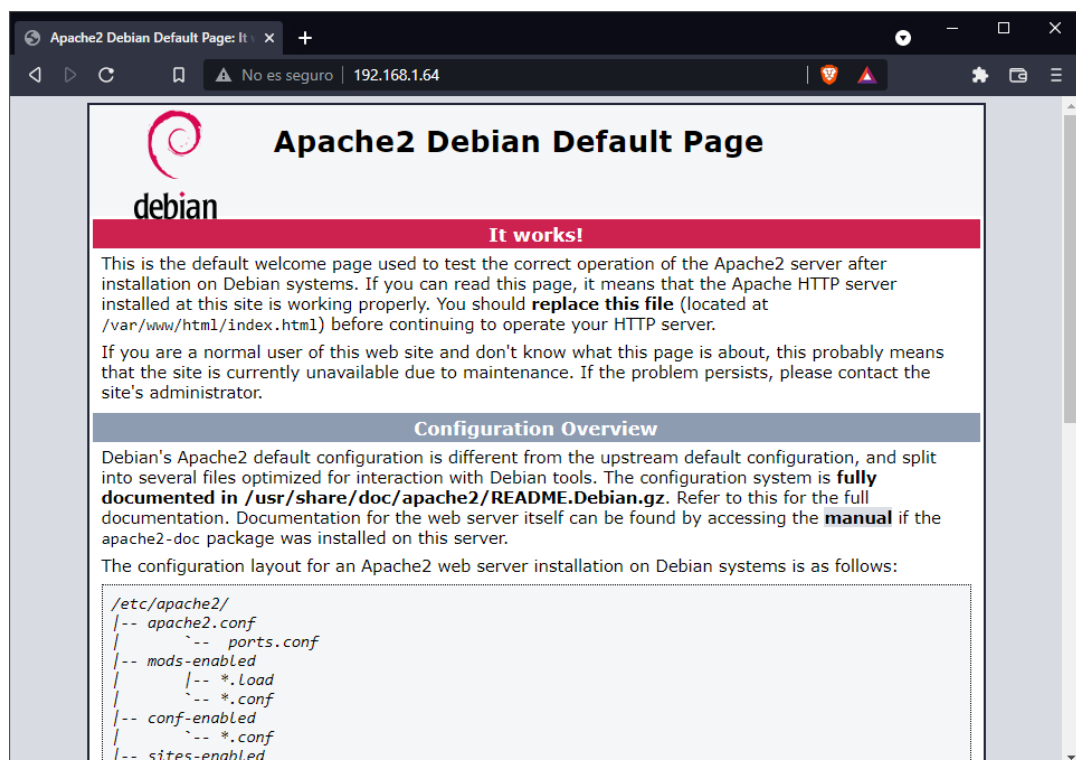 Apache2 Debian Default Page: It
No es seguro | 192.168.1.64
debian
Apache2 Debian Default Page
It works!
This is the default welcome page used to test the correct operation of the Apache2 server after
installation on Debian systems. If you can read this page, it means that the Apache HTTP server
installed at this site is working properly. You should replace this file (located at
/var/www/html/index.html) before continuing to operate your HTTP server.
If you are a normal user of this web site and don't know what this page is about, this probably means
that the site is currently unavailable due to maintenance. If the problem persists, please contact the
site's administrator.
Configuration Overview
Debian's Apache2 default configuration is different from the upstream default configuration, and split
into several files optimized for interaction with Debian tools. The configuration system is fully
documented in /usr/share/doc/apache2/README.Debian.gz. Refer to this for the full
documentation. Documentation for the web server itself can be found by accessing the manual if the
apache2-doc package was installed on this server.
The configuration layout for an Apache2 web server installation on Debian systems is as follows:
/etc/apache2/
|-- apache2.conf
|       `--  ports.conf
|-- mods-enabled
|       |-- *.load
|       `-- *.conf
|-- conf-enabled
|       `-- *.conf
|-- sites-enabled